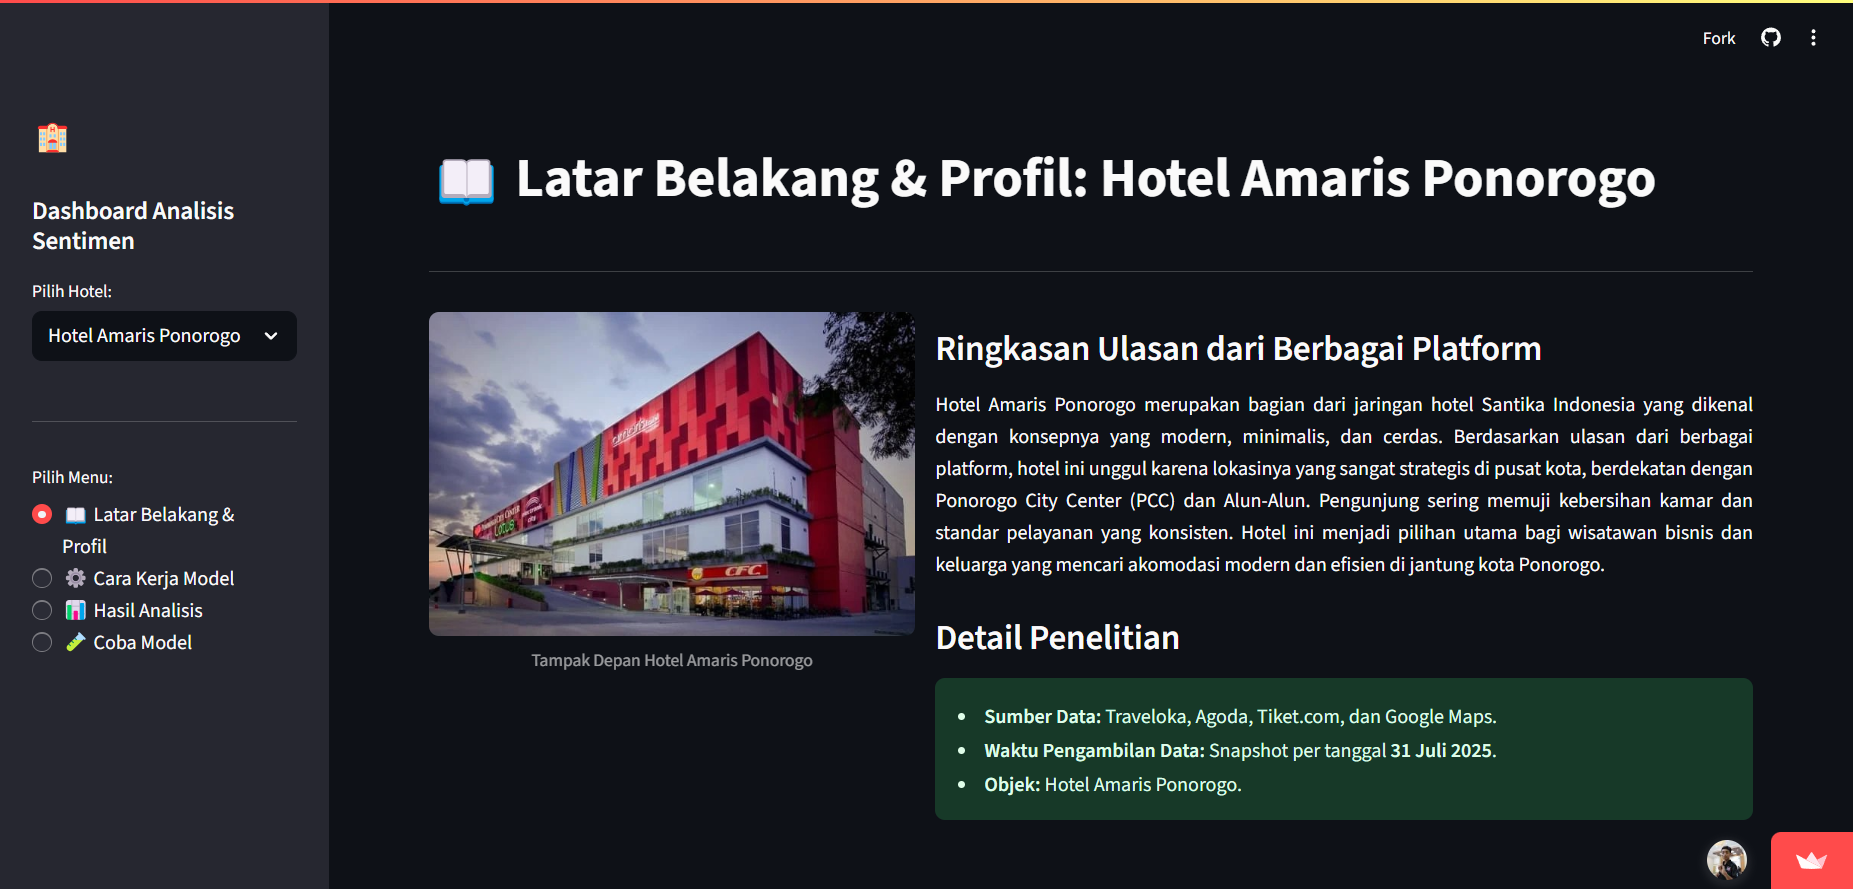 Fork
Dashboard Analisis
Sentimen
Pilih Hotel:
Hotel Amaris Ponorogo
Pilih Menu:
Latar Belakang &
Profil
Cara Kerja Model
Hasil Analisis
Coba Model
Latar Belakang & Profil: Hotel Amaris Ponorogo
CITY CENTER
Lotus
CFC
Tampak Depan Hotel Amaris Ponorogo
Ringkasan Ulasan dari Berbagai Platform
Hotel Amaris Ponorogo merupakan bagian dari jaringan hotel Santika Indonesia yang dikenal
dengan konsepnya yang modern, minimalis, dan cerdas. Berdasarkan ulasan dari berbagai
platform, hotel ini unggul karena lokasinya yang sangat strategis di pusat kota, berdekatan dengan
Ponorogo City Center (PCC) dan Alun-Alun. Pengunjung sering memuji kebersihan kamar dan
standar pelayanan yang konsisten. Hotel ini menjadi pilihan utama bagi wisatawan bisnis dan
keluarga yang mencari akomodasi modern dan efisien di jantung kota Ponorogo.
Detail Penelitian
Sumber Data: Traveloka, Agoda, Tiket.com, dan Google Maps.
Waktu Pengambilan Data: Snapshot per tanggal 31 Juli 2025.
Objek: Hotel Amaris Ponorogo.